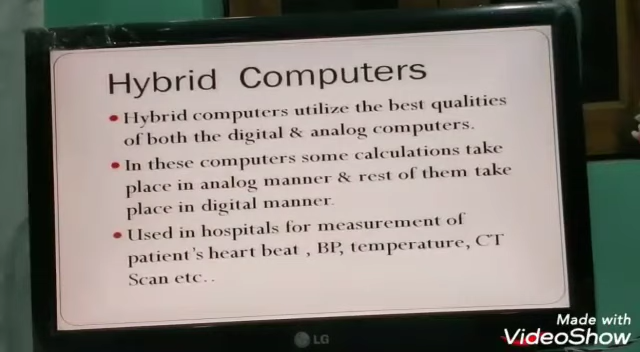 Hybrid Computers
• Hybrid computers utilize the best qualities
of both the digital & analog computers.
• In these computers some calculations take
place in analog manner & rest of them take
place in digital manner.
• Used in hospitals for measurement of
patient's heart beat , BP, temperature, CT
Scan etc..
LG
Made with
VideoShow